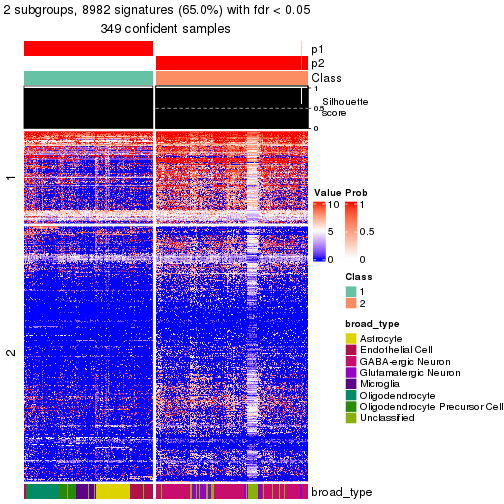 2 subgroups, 8982 signatures (65.0%) with fdr < 0.05
349 confident samples
p1
p2
Class
1
0.5
0
Silhouette
score
1
2
Value
10
5
0
Prob
1
0.5
0
Class
1
2
broad_type
Astrocyte
Endothelial Cell
GABA-ergic Neuron
Glutamatergic Neuron
Microglia
Oligodendrocyte
Oligodendrocyte Precursor Cell
Unclassified
broad_type